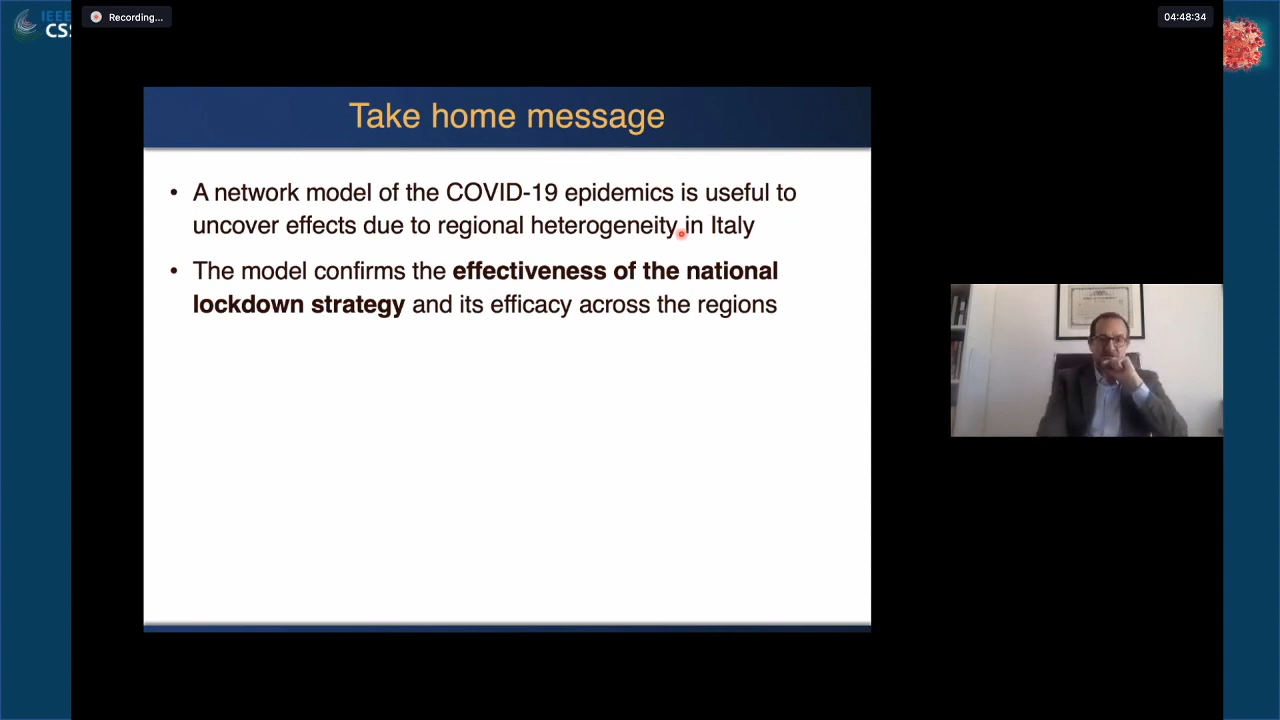 IEEE
CSS
Recording...
04:48:34
Take home message
• A network model of the COVID-19 epidemics is useful to
uncover effects due to regional heterogeneity in Italy
• The model confirms the effectiveness of the national
lockdown strategy and its efficacy across the regions